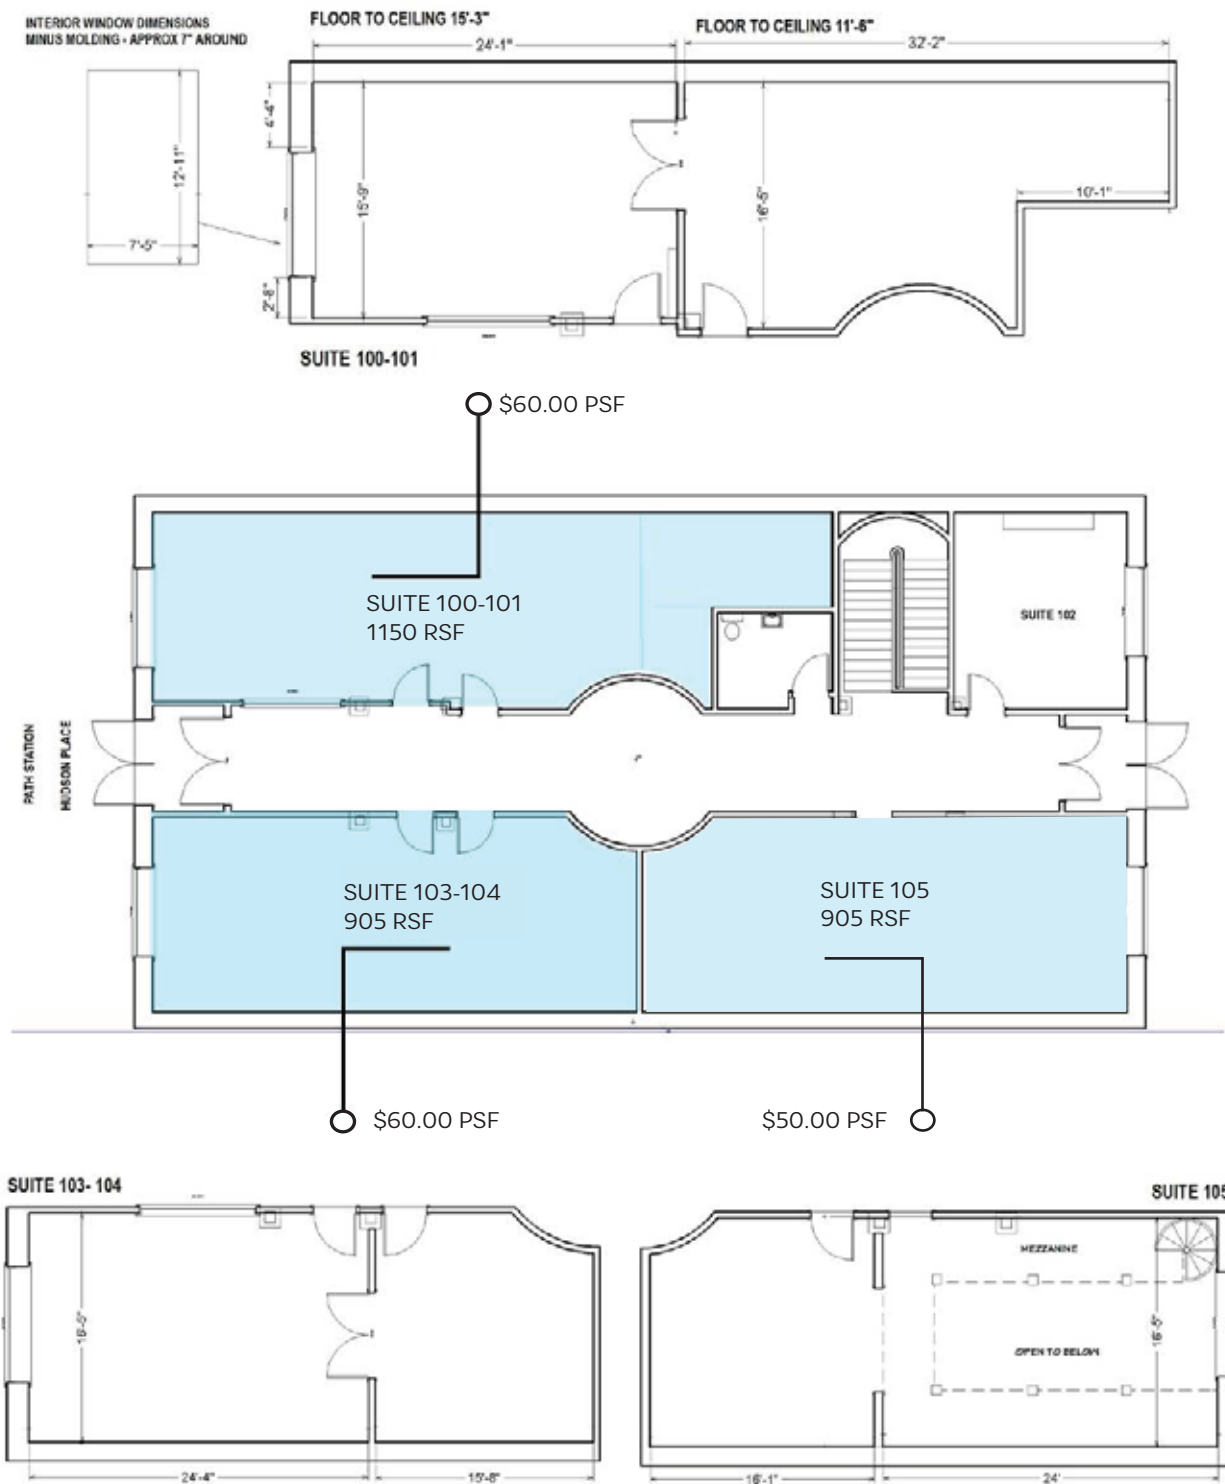 INTERIOR WINDOW DIMENSIONS
MINUS MOLDING - APPROX 7" AROUND
FLOOR TO CEILING 15'-3"
FLOOR TO CEILING 11'-6"
24'-1"
32'-2"
4'-4"
12'-11"
7'-5"
15'-9"
16'-5"
10'-1"
2'-8"
SUITE 100-101
$60.00 PSF
SUITE 100-101
1150 RSF
SUITE 102
PATH STATION
HUDSON PLACE
SUITE 103-104
905 RSF
SUITE 105
905 RSF
$60.00 PSF
$50.00 PSF
SUITE 103- 104
SUITE 105
MEZZANINE
OPEN TO BELOW
16'-5"
16'-5"
24'-4"
15'-8"
16'-1"
24'